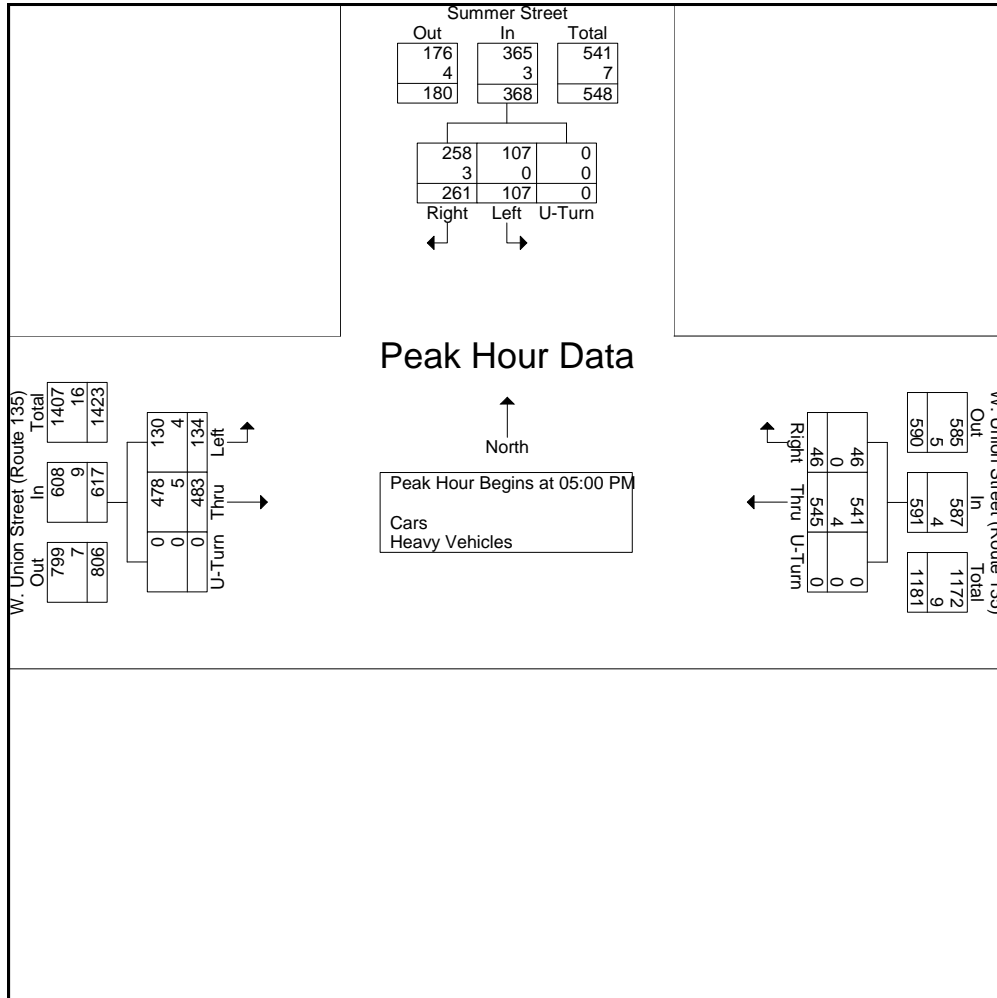 Summer Street
Out In Total
176 365 541
4 3 7
180 368 548
258 107 0
3 0 0
261 107 0
Right Left U-Turn
Peak Hour Data
North
Peak Hour Begins at 05:00 PM
Cars
Heavy Vehicles
W. Union Street (Route 135)
Out In Total
799 608 1407
7 9 16
806 617 1423
130 478 0
4 5 0
134 483 0
Left Thru U-Turn
W. Union Street (Route 135)
Out In Total
585 587 1172
5 4 9
590 591 1181
46 541 0
0 4 0
46 545 0
Right Thru U-Turn